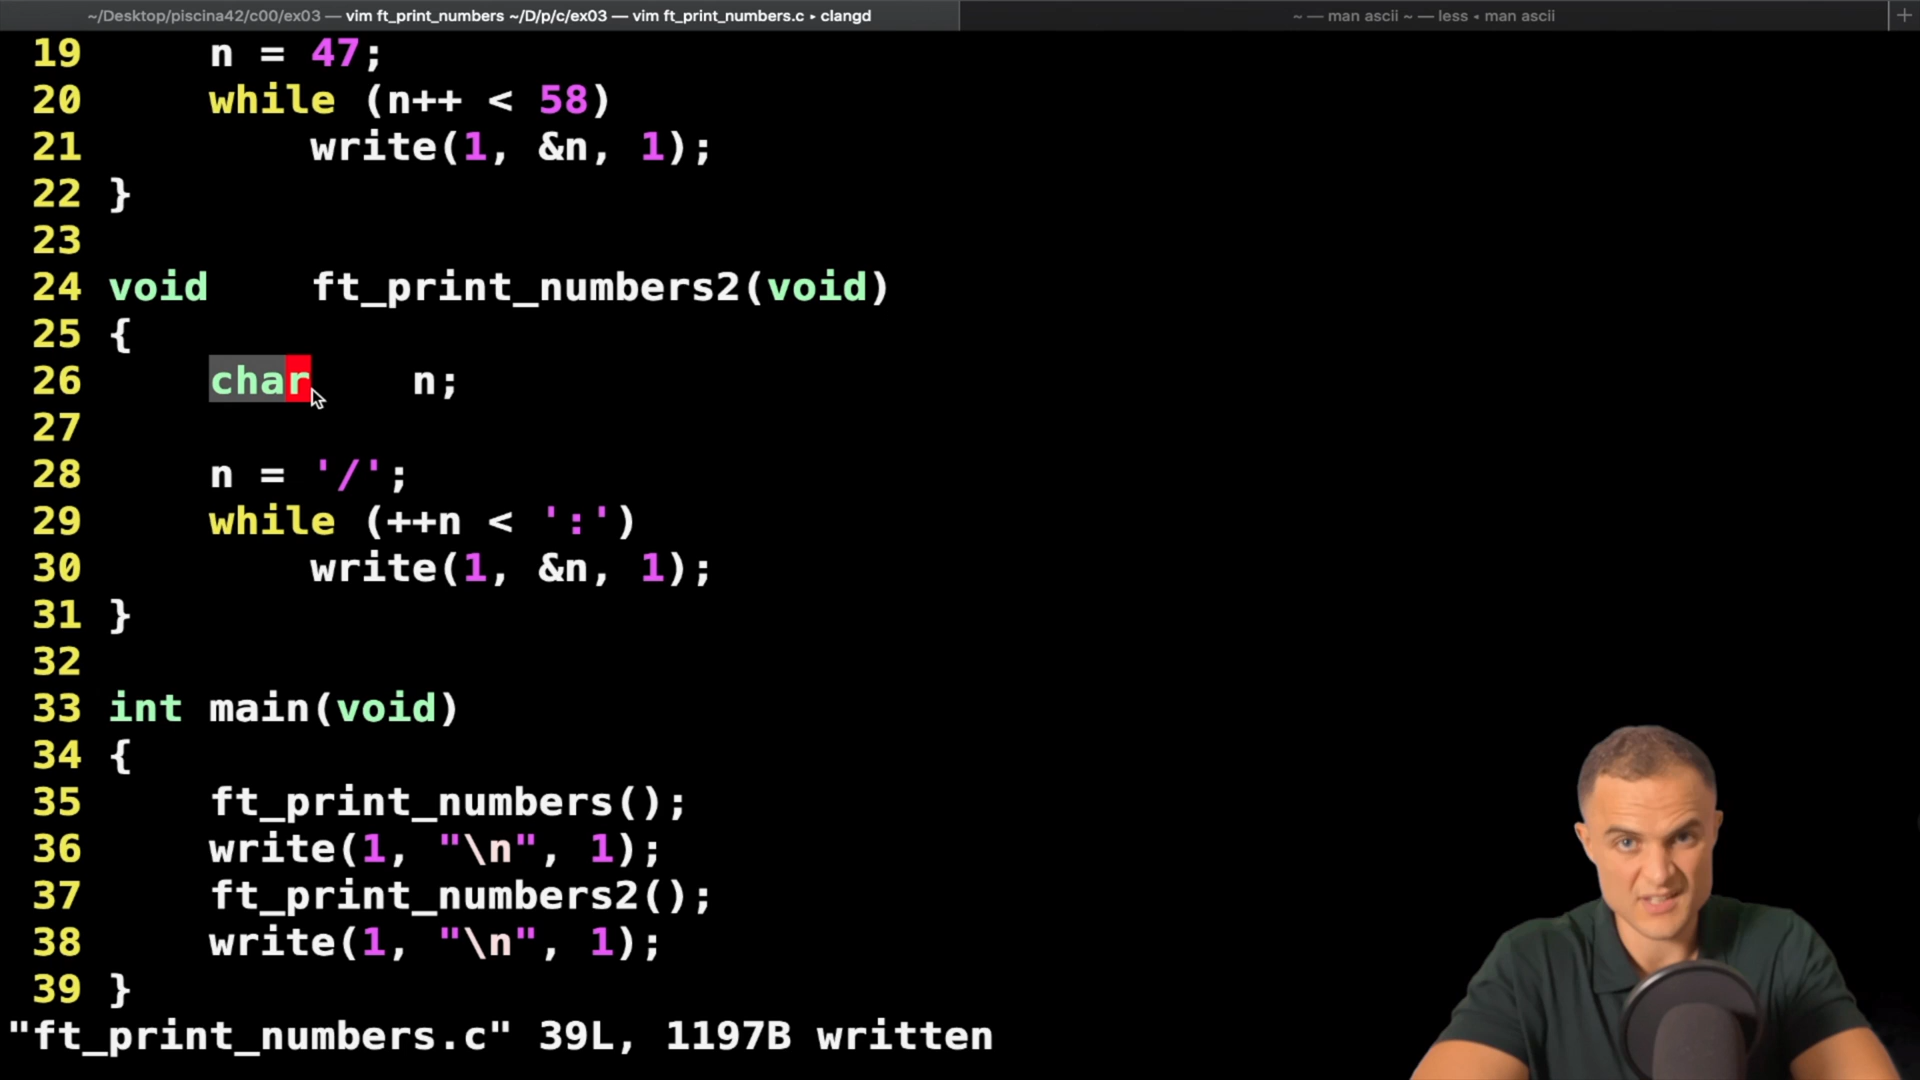 ~/Desktop/piscina42/c00/ex03 — vim ft_print_numbers ~/D/p/c/ex03 — vim ft_print_numbers.c ▸ clangd
~ — man ascii ~ — less ◂ man ascii
19 n = 47;
20 while (n++ < 58)
21 write(1, &n, 1);
22 }
23
24 void ft_print_numbers2(void)
25 {
26 char n;
27
28 n = '/';
29 while (++n < ':')
30 write(1, &n, 1);
31 }
32
33 int main(void)
34 {
35 ft_print_numbers();
36 write(1, "\n", 1);
37 ft_print_numbers2();
38 write(1, "\n", 1);
39 }
"ft_print_numbers.c" 39L, 1197B written